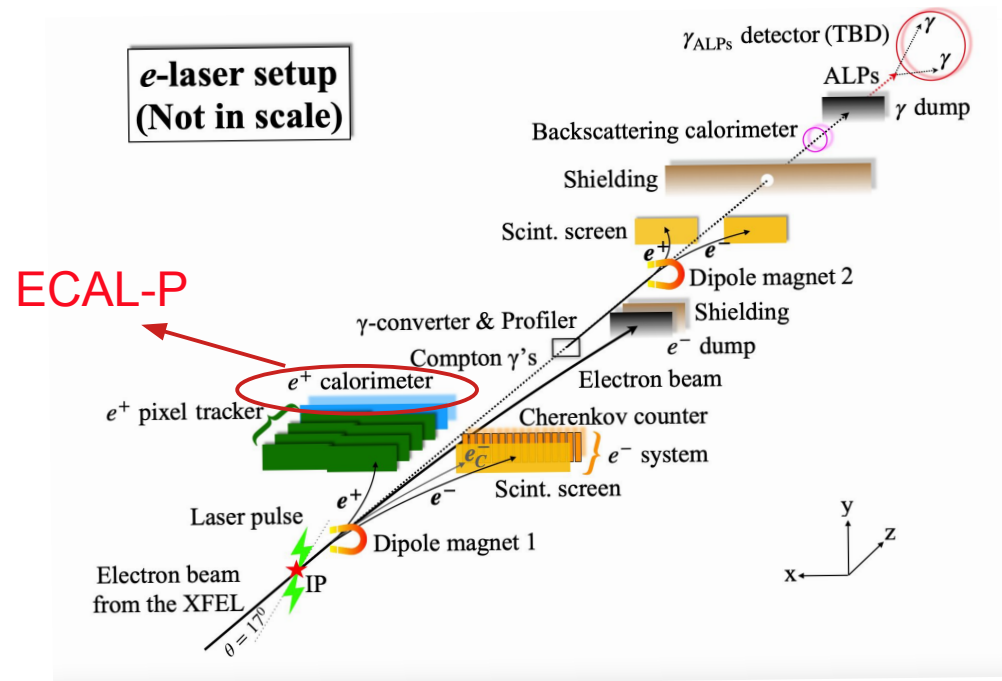 e-laser setup
(Not in scale)
γALPs detector (TBD)
γ
γ
ALPs
γ dump
Backscattering calorimeter
Shielding
Scint. screen
e+
e−
Dipole magnet 2
ECAL-P
Shielding
γ-converter & Profiler
e− dump
Compton γ's
Electron beam
e+ calorimeter
e+ pixel tracker
Cherenkov counter
e−C
e− system
Scint. screen
e+
e−
Laser pulse
Dipole magnet 1
y
z
x
Electron beam
from the XFEL
IP
θ = 17⁰